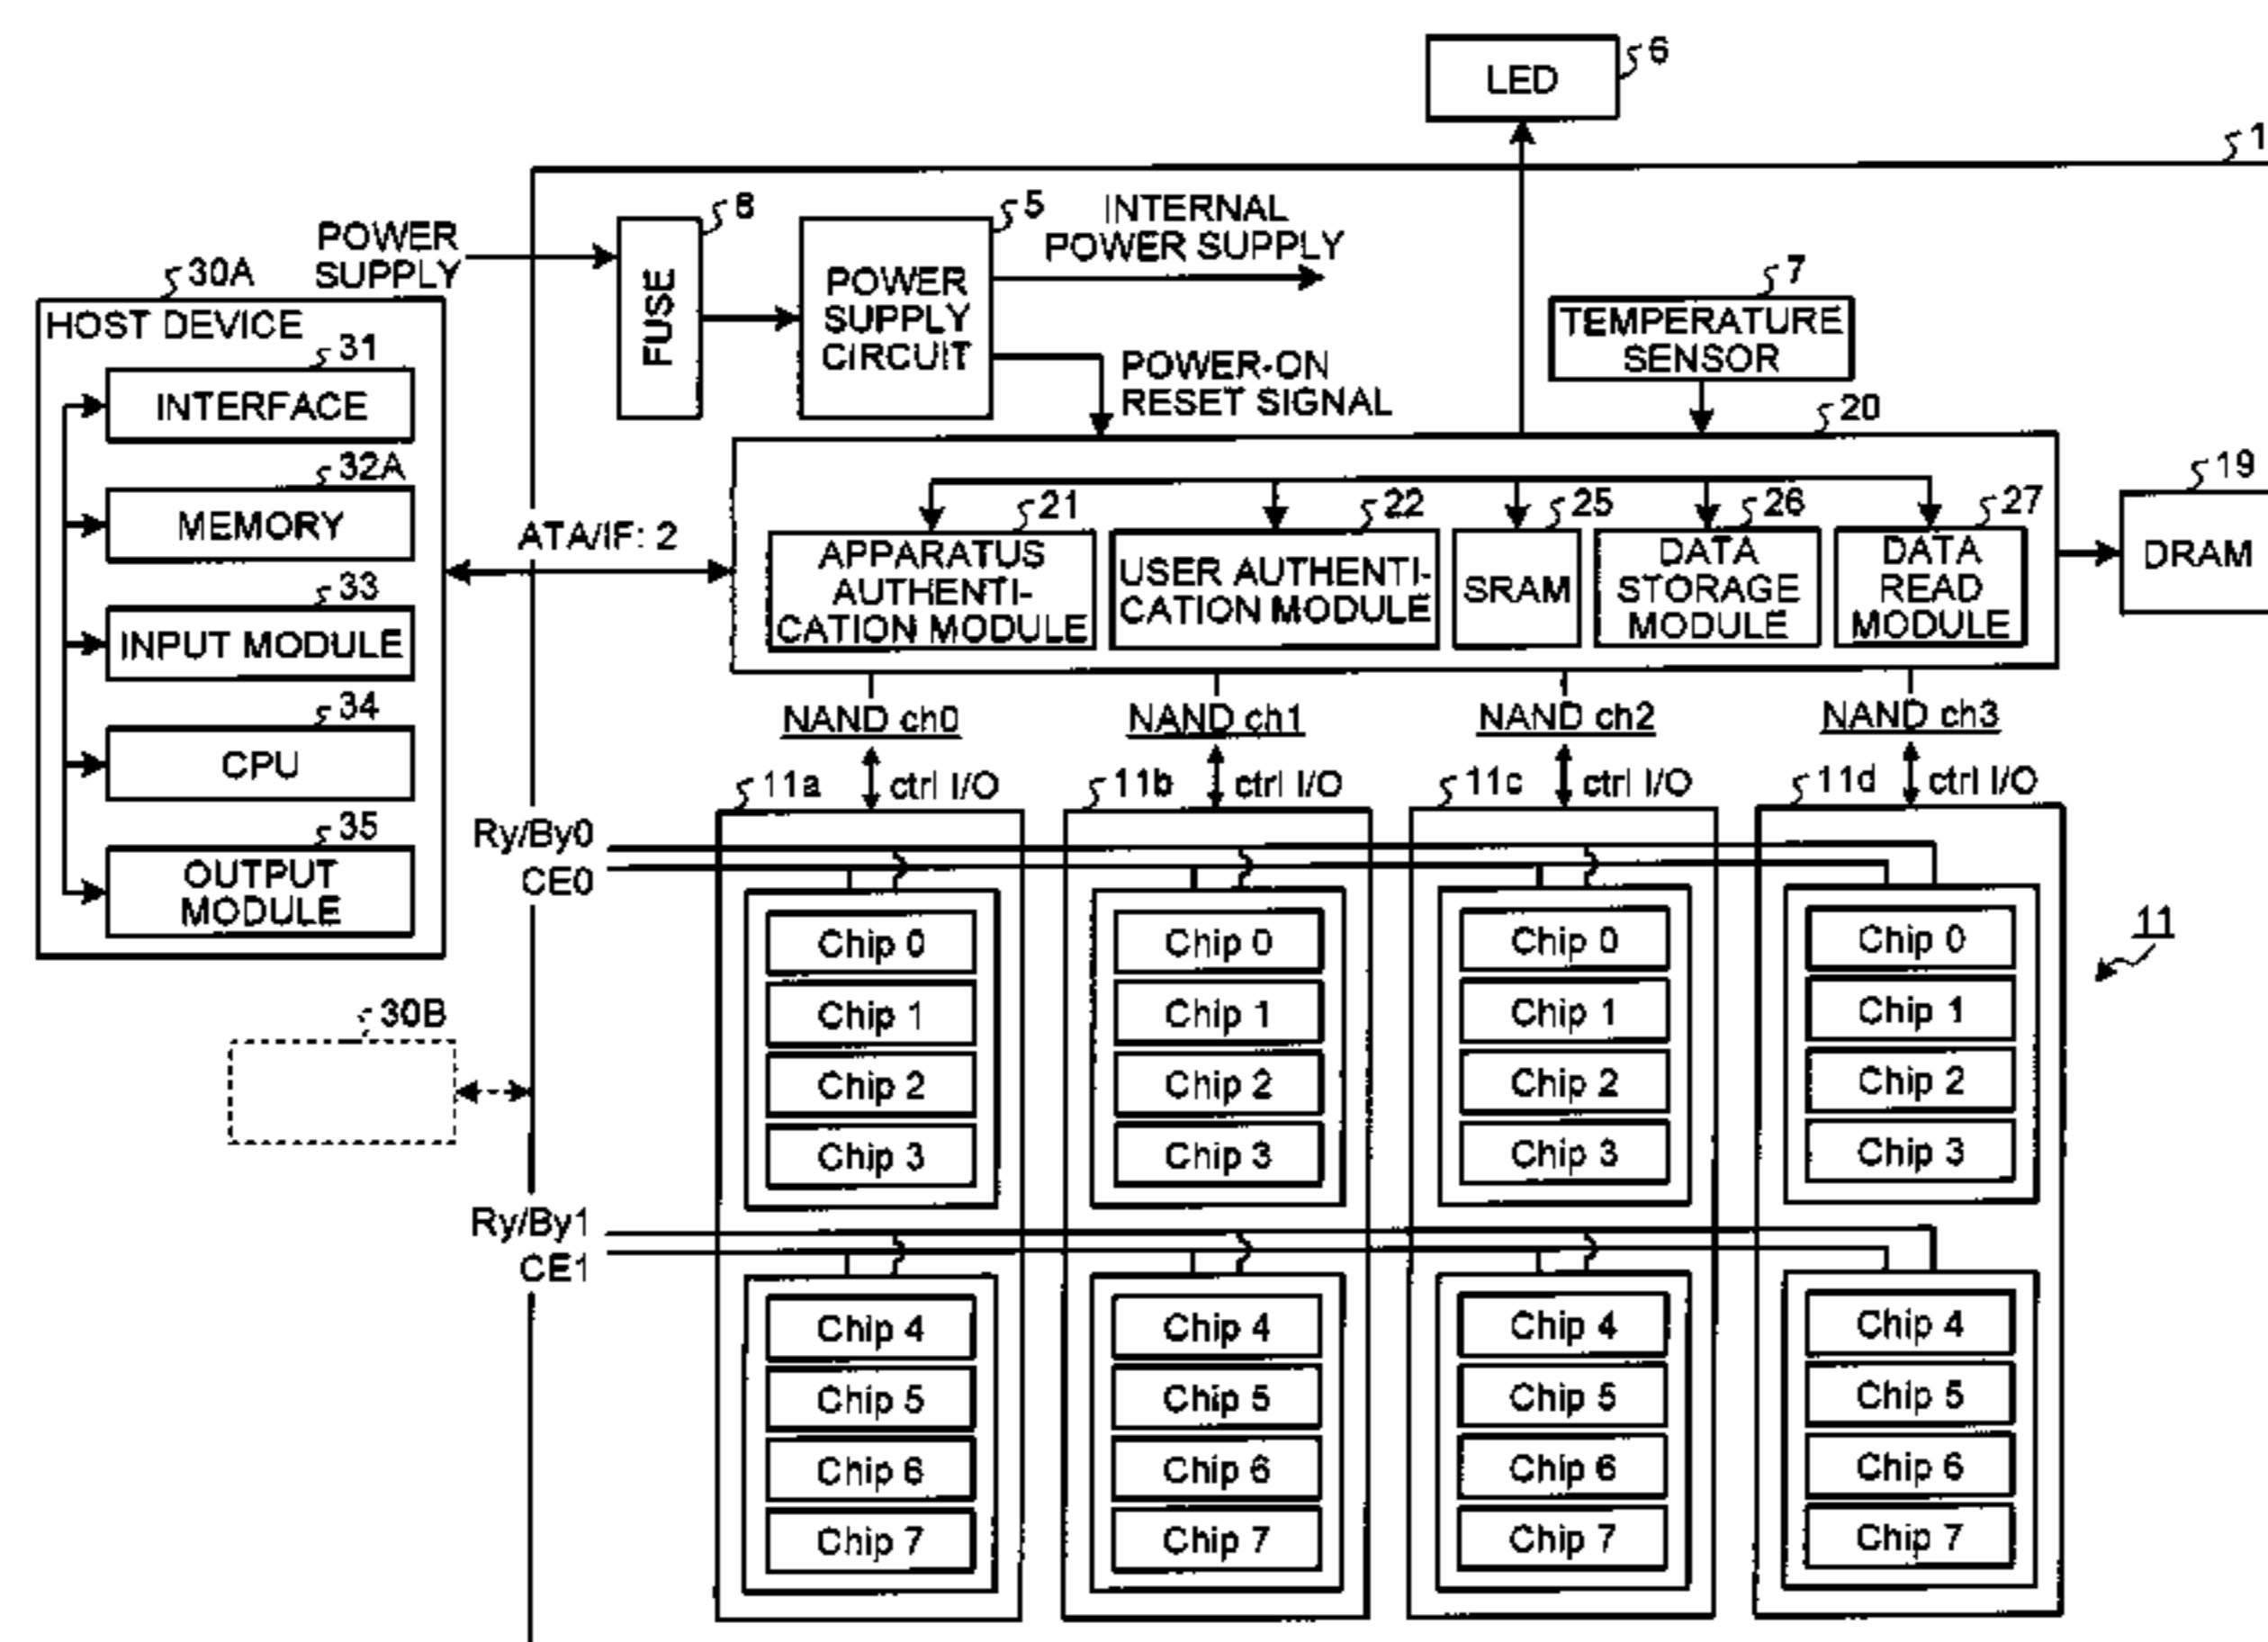 LED
6
1
8
5
INTERNAL
POWER SUPPLY
POWER
SUPPLY
30A
HOST DEVICE
FUSE
POWER
SUPPLY
CIRCUIT
7
TEMPERATURE
SENSOR
POWER-ON
RESET SIGNAL
20
31
INTERFACE
32A
MEMORY
33
INPUT MODULE
34
CPU
35
OUTPUT
MODULE
ATA/IF: 2
21
APPARATUS
AUTHENTI-
CATION MODULE
22
USER AUTHENTI-
CATION MODULE
25
SRAM
26
DATA
STORAGE
MODULE
27
DATA
READ
MODULE
19
DRAM
NAND ch0
NAND ch1
NAND ch2
NAND ch3
11a
ctrl I/O
11b
ctrl I/O
11c
ctrl I/O
11d
ctrl I/O
Ry/By0
CE0
Chip 0
Chip 0
Chip 0
Chip 0
11
Chip 1
Chip 1
Chip 1
Chip 1
30B
Chip 2
Chip 2
Chip 2
Chip 2
Chip 3
Chip 3
Chip 3
Chip 3
Ry/By1
CE1
Chip 4
Chip 4
Chip 4
Chip 4
Chip 5
Chip 5
Chip 5
Chip 5
Chip 6
Chip 6
Chip 6
Chip 6
Chip 7
Chip 7
Chip 7
Chip 7